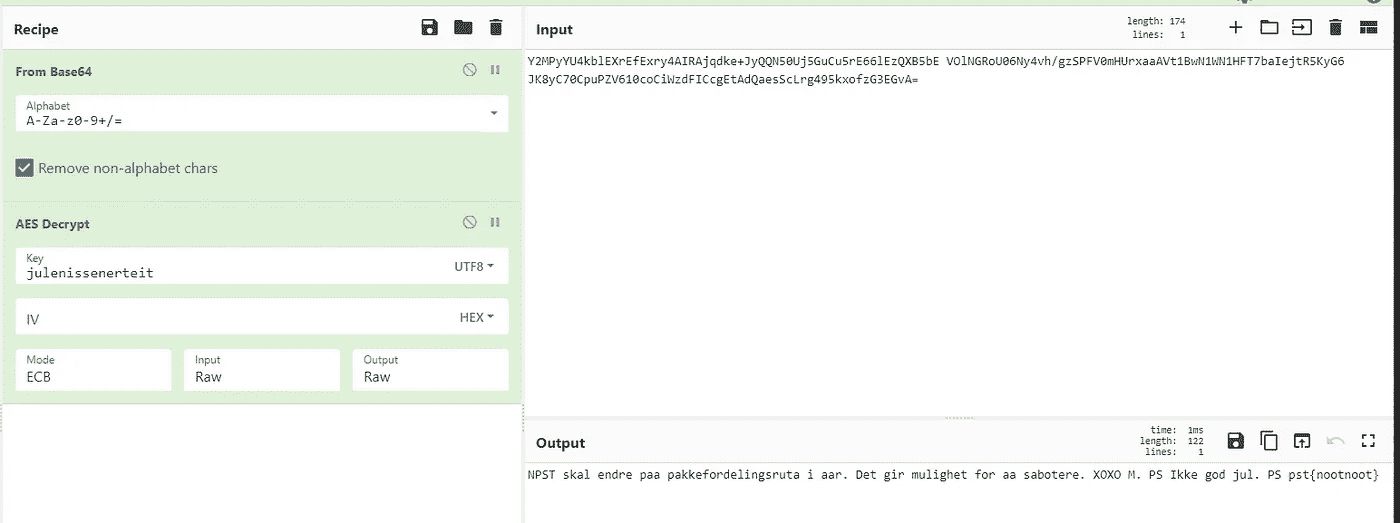 Recipe
From Base64
Alphabet
A-Za-z0-9+/=
Remove non-alphabet chars
AES Decrypt
Key
julenissenerteit
UTF8
IV
HEX
Mode
ECB
Input
Raw
Output
Raw
Input
length: 174
lines: 1
Y2MPyYU4kblEXrEfExry4AIRAjqdke+JyQQN50Uj5GuCu5rE66lEzQXB5bE VOlNGRoU06Ny4vh/gzSPFV0mHUrxaaAVt1BwN1WN1HFT7baIejtR5KyG6
JK8yC70CpuPZV610coCiWzdFICcgEtAdQaesScLrg495kxofzG3EGvA=
Output
time: 1ms
length: 122
lines: 1
NPST skal endre paa pakkefordelingsruta i aar. Det gir mulighet for aa sabotere. XOXO M. PS Ikke god jul. PS pst{nootnoot}